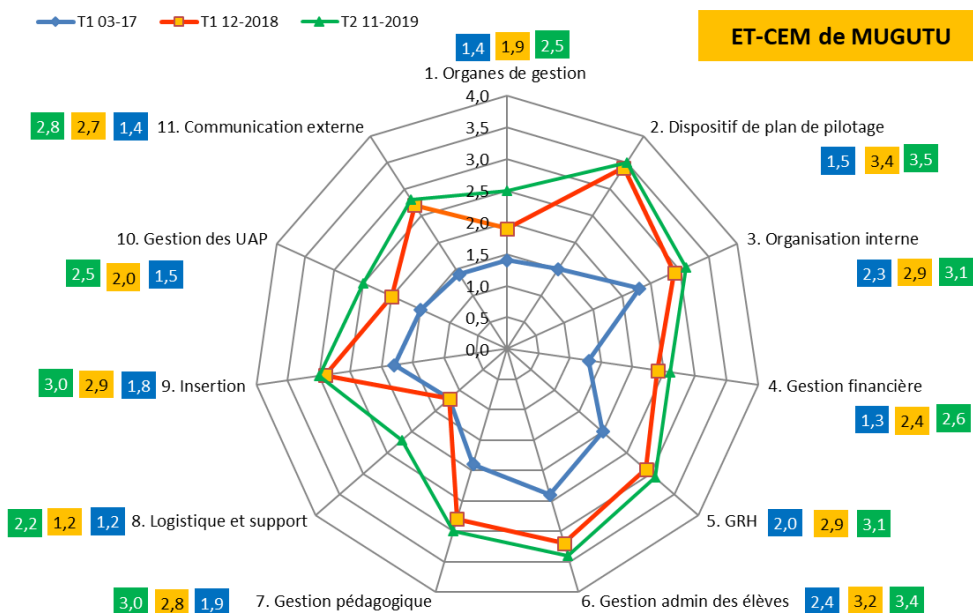 T1 03-17 T1 12-2018 T2 11-2019
ET-CEM de MUGUTU
1,4 1,9 2,5
1. Organes de gestion
4,0
3,5
3,0
2,5
2,0
1,5
1,0
0,5
0,0
2. Dispositif de plan de pilotage
1,5 3,4 3,5
3. Organisation interne
2,3 2,9 3,1
4. Gestion financière
1,3 2,4 2,6
5. GRH 2,0 2,9 3,1
6. Gestion admin des élèves
2,4 3,2 3,4
7. Gestion pédagogique
3,0 2,8 1,9
8. Logistique et support
2,2 1,2 1,2
9. Insertion
3,0 2,9 1,8
10. Gestion des UAP
2,5 2,0 1,5
2,8 2,7 1,4 11. Communication externe